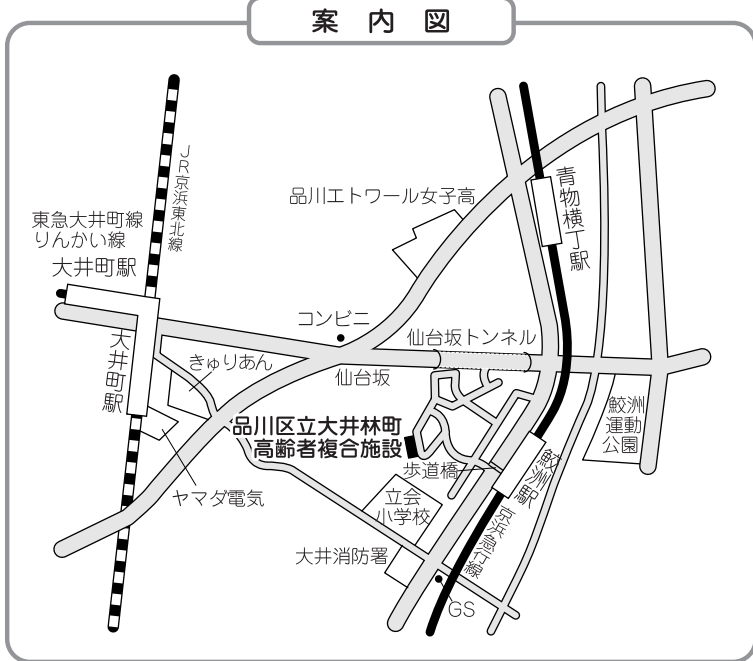 案内図
JR京浜東北線
東急大井町線
りんかい線
大井町駅
大井町駅
品川エトワール女子高
青物横丁駅
コンビニ
仙台坂トンネル
きゅりあん
仙台坂
品川区立大井林町
高齢者複合施設
鮫洲
運動
公園
歩道橋
鮫洲駅
ヤマダ電気
立会
小学校
京浜急行線
大井消防署
GS